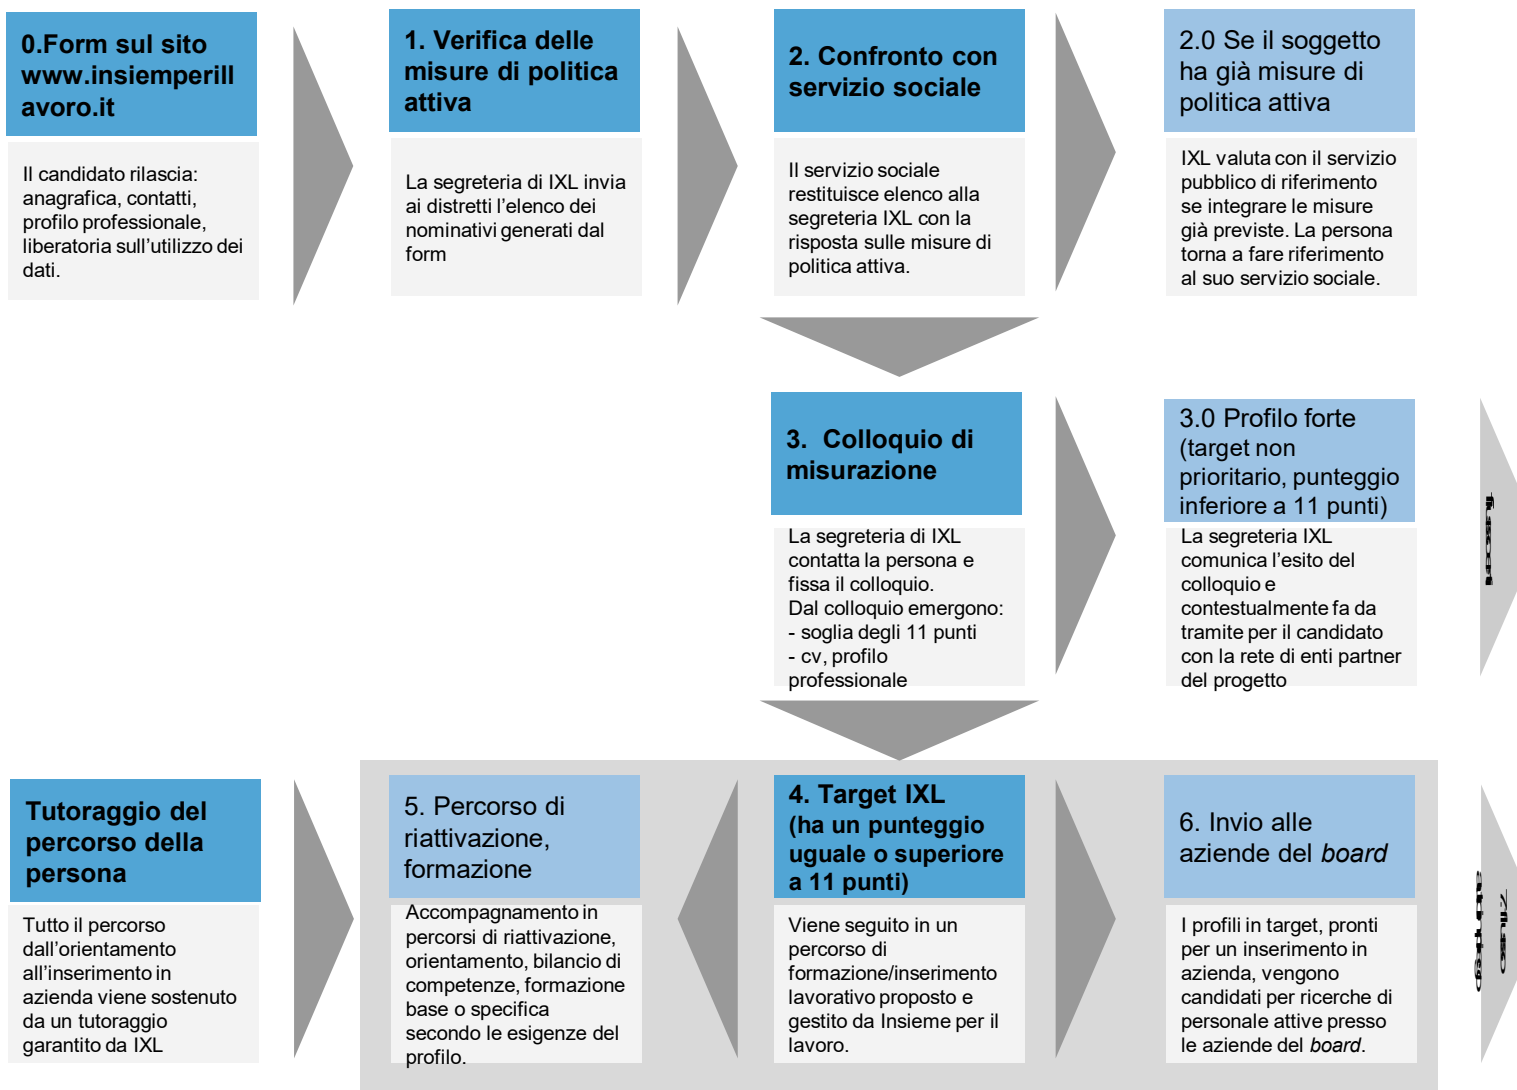 0.Form sul sito
www.insiemperill
avoro.it
Il candidato rilascia:
anagrafica, contatti,
profilo professionale,
liberatoria sull’utilizzo dei
dati.
1. Verifica delle
misure di politica
attiva
La segreteria di IXL invia
ai distretti l’elenco dei
nominativi generati dal
form
2. Confronto con
servizio sociale
Il servizio sociale
restituisce elenco alla
segreteria IXL con la
risposta sulle misure di
politica attiva.
2.0 Se il soggetto
ha già misure di
politica attiva
IXL valuta con il servizio
pubblico di riferimento
se integrare le misure
già previste. La persona
torna a fare riferimento
al suo servizio sociale.
3. Colloquio di
misurazione
La segreteria di IXL
contatta la persona e
fissa il colloquio.
Dal colloquio emergono:
- soglia degli 11 punti
- cv, profilo
professionale
3.0 Profilo forte
(target non
prioritario, punteggio
inferiore a 11 punti)
La segreteria IXL
comunica l’esito del
colloquio e
contestualmente fa da
tramite per il candidato
con la rete di enti partner
del progetto
Tutoraggio del
percorso della
persona
Tutto il percorso
dall’orientamento
all’inserimento in
azienda viene sostenuto
da un tutoraggio
garantito da IXL
5. Percorso di
riattivazione,
formazione
Accompagnamento in
percorsi di riattivazione,
orientamento, bilancio di
competenze, formazione
base o specifica
secondo le esigenze del
profilo.
4. Target IXL
(ha un punteggio
uguale o superiore
a 11 punti)
Viene seguito in un
percorso di
formazione/inserimento
lavorativo proposto e
gestito da Insieme per il
lavoro.
6. Invio alle
aziende del board
I profili in target, pronti
per un inserimento in
azienda, vengono
candidati per ricerche di
personale attive presso
le aziende del board.